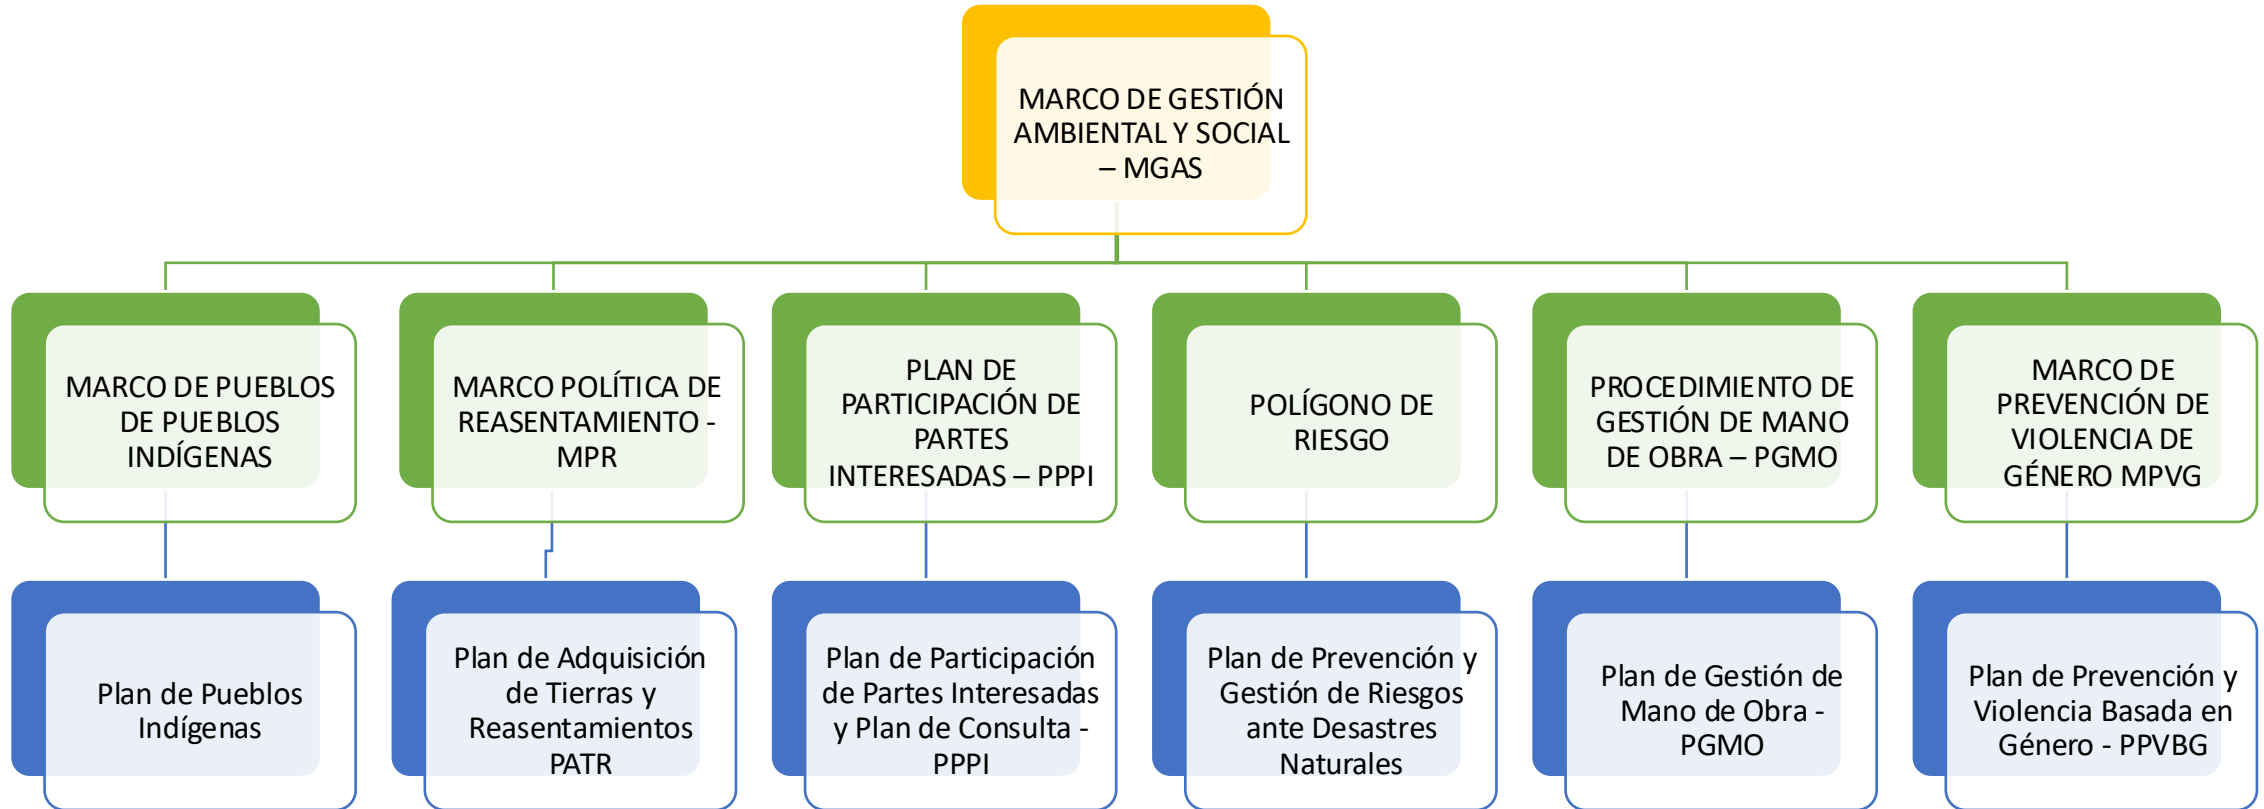 MARCO DE GESTIÓN
AMBIENTAL Y SOCIAL
– MGAS
MARCO DE PUEBLOS
DE PUEBLOS
INDÍGENAS
MARCO POLÍTICA DE
REASENTAMIENTO -
MPR
PLAN DE
PARTICIPACIÓN DE
PARTES
INTERESADAS – PPPI
POLÍGONO DE
RIESGO
PROCEDIMIENTO DE
GESTIÓN DE MANO
DE OBRA – PGMO
MARCO DE
PREVENCIÓN DE
VIOLENCIA DE
GÉNERO MPVG
Plan de Pueblos
Indígenas
Plan de Adquisición
de Tierras y
Reasentamientos
PATR
Plan de Participación
de Partes Interesadas
y Plan de Consulta -
PPPI
Plan de Prevención y
Gestión de Riesgos
ante Desastres
Naturales
Plan de Gestión de
Mano de Obra -
PGMO
Plan de Prevención y
Violencia Basada en
Género - PPVBG